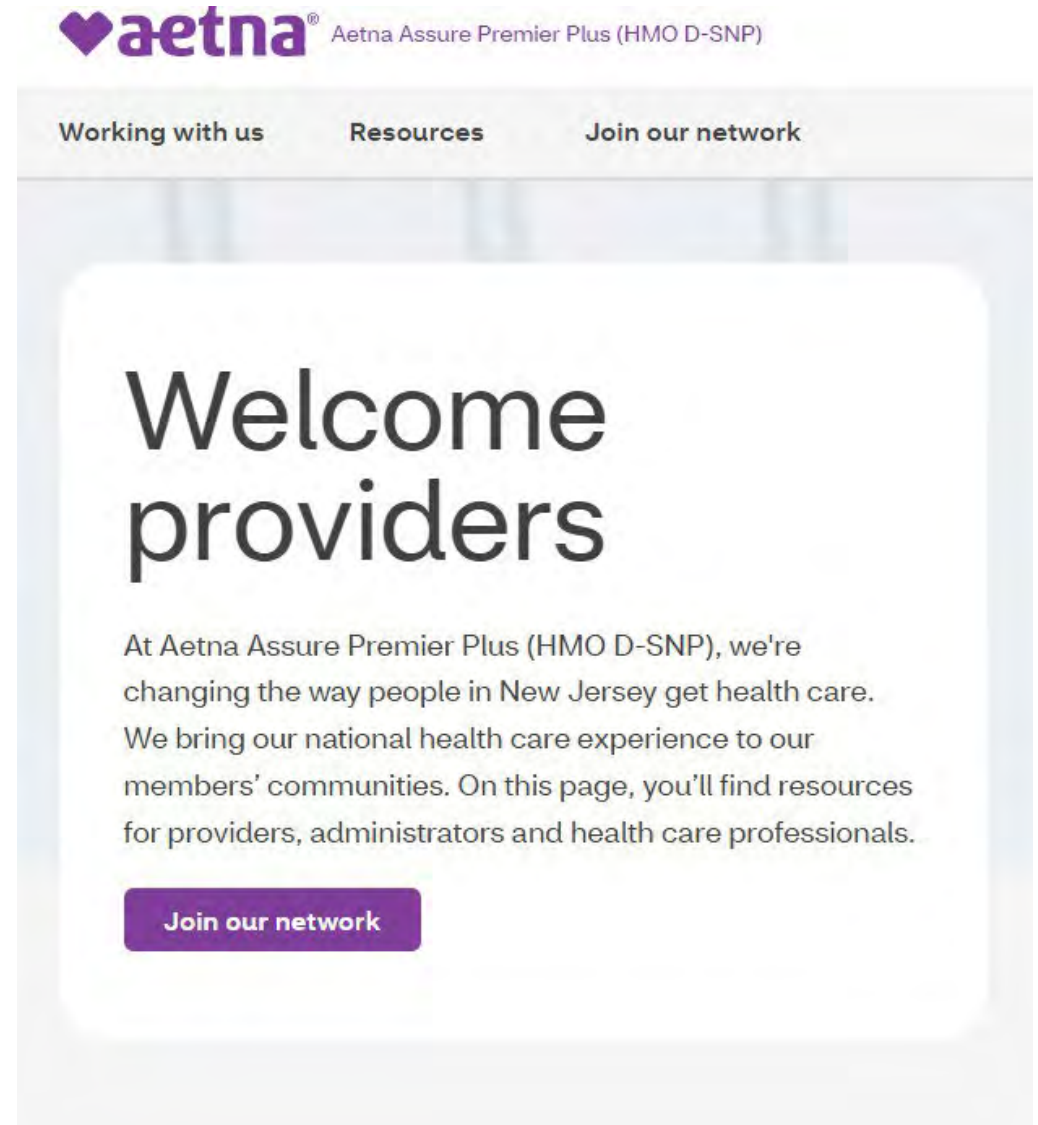 aetna® Aetna Assure Premier Plus (HMO D-SNP)
Working with us Resources Join our network
Welcome
providers
At Aetna Assure Premier Plus (HMO D-SNP), we're
changing the way people in New Jersey get health care.
We bring our national health care experience to our
members’ communities. On this page, you’ll find resources
for providers, administrators and health care professionals.
Join our network